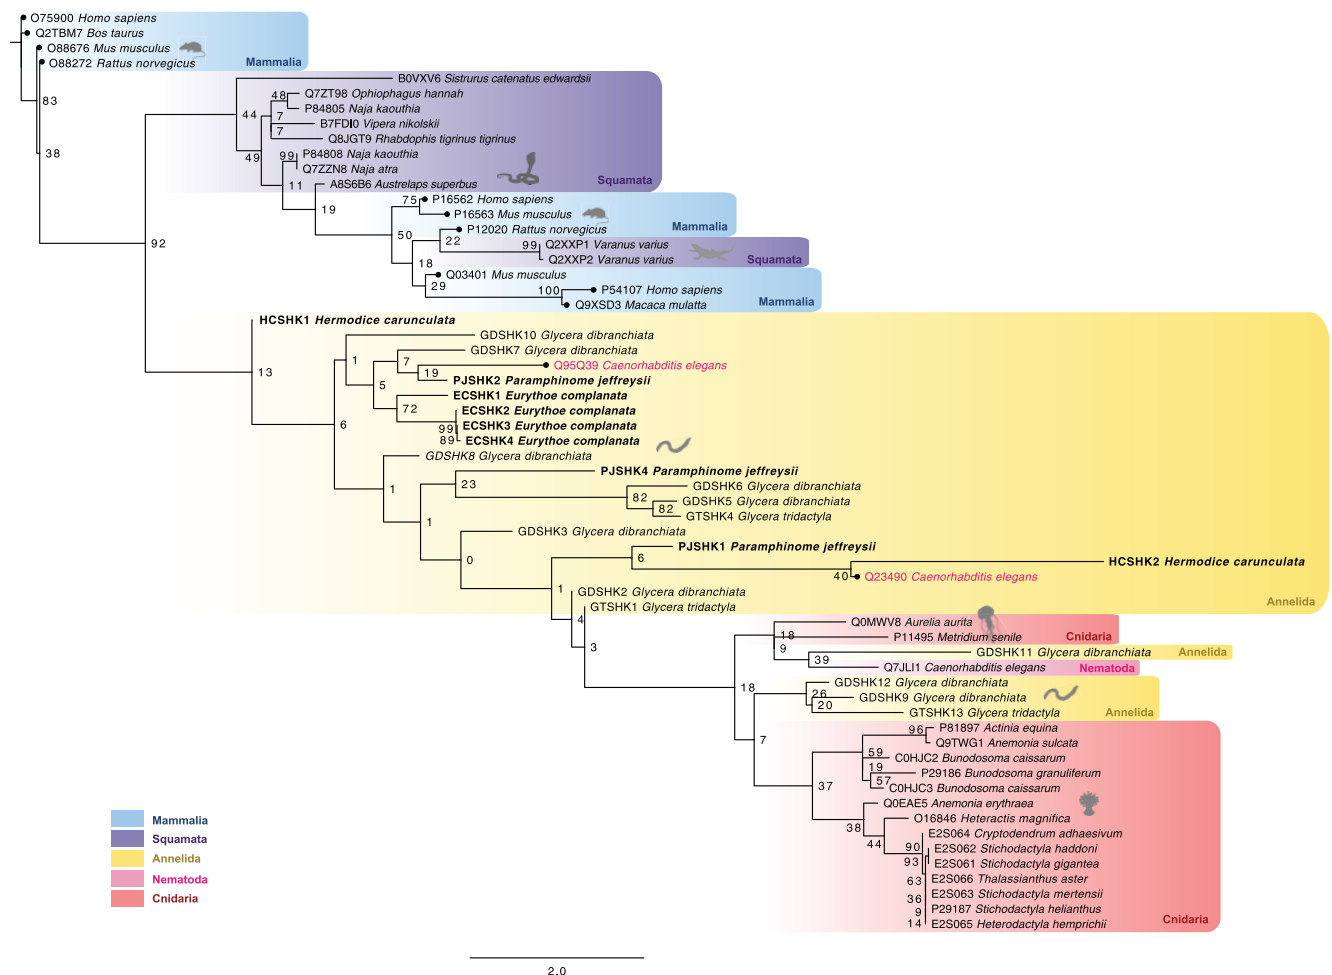 O75900 Homo sapiens
Q2TBM7 Bos taurus
O88676 Mus musculus
O88272 Rattus norvegicus
Mammalia
83
38
92
B0VXV6 Sistrurus catenatus edwardsii
44
48
Q7ZT98 Ophiophagus hannah
P84805 Naja kaouthia
7
B7FDI0 Vipera nikolskii
7
Q8JGT9 Rhabdophis tigrinus tigrinus
49
99
P84808 Naja kaouthia
Q7ZZN8 Naja atra
11
A8S6B6 Austrelaps superbus
Squamata
19
75
P16562 Homo sapiens
P16563 Mus musculus
Mammalia
50
P12020 Rattus norvegicus
22
99
Q2XXP1 Varanus varius
Q2XXP2 Varanus varius
Squamata
18
Q03401 Mus musculus
29
100
P54107 Homo sapiens
Q9XSD3 Macaca mulatta
Mammalia
HCSHK1 Hermodice carunculata
13
GDSHK10 Glycera dibranchiata
1
GDSHK7 Glycera dibranchiata
7
Q95Q39 Caenorhabditis elegans
19
PJSHK2 Paramphinome jeffreysii
5
ECSHK1 Eurythoe complanata
72
ECSHK2 Eurythoe complanata
99
ECSHK3 Eurythoe complanata
89
ECSHK4 Eurythoe complanata
6
GDSHK8 Glycera dibranchiata
1
PJSHK4 Paramphinome jeffreysii
23
GDSHK6 Glycera dibranchiata
82
GDSHK5 Glycera dibranchiata
82
GTSHK4 Glycera tridactyla
1
GDSHK3 Glycera dibranchiata
0
PJSHK1 Paramphinome jeffreysii
6
HCSHK2 Hermodice carunculata
40
Q23490 Caenorhabditis elegans
1
GDSHK2 Glycera dibranchiata
GTSHK1 Glycera tridactyla
Annelida
4
3
Q0MWV8 Aurelia aurita
18
P11495 Metridium senile
Cnidaria
9
GDSHK11 Glycera dibranchiata
Annelida
39
Q7JLI1 Caenorhabditis elegans
Nematoda
18
GDSHK12 Glycera dibranchiata
26
GDSHK9 Glycera dibranchiata
20
GTSHK13 Glycera tridactyla
Annelida
7
96
P81897 Actinia equina
Q9TWG1 Anemonia sulcata
59
C0HJC2 Bunodosoma caissarum
19
P29186 Bunodosoma granuliferum
57
C0HJC3 Bunodosoma caissarum
37
Q0EAE5 Anemonia erythraea
38
O16846 Heteractis magnifica
44
E2S064 Cryptodendrum adhaesivum
90
E2S062 Stichodactyla haddoni
93
E2S061 Stichodactyla gigantea
63
E2S066 Thalassianthus aster
36
E2S063 Stichodactyla mertensii
9
P29187 Stichodactyla helianthus
14
E2S065 Heterodactyla hemprichii
Cnidaria
Mammalia
Squamata
Annelida
Nematoda
Cnidaria
2.0